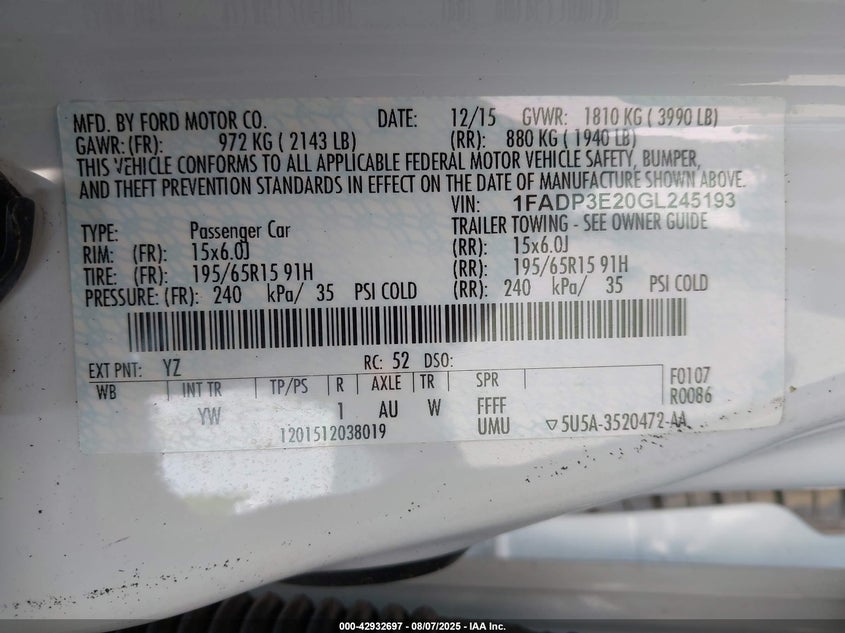 MFD. BY FORD MOTOR CO. DATE: 12/15 GVWR: 1810 KG ( 3990 LB)
GAWR: (FR): 972 KG ( 2143 LB) (RR): 880 KG ( 1940 LB)
THIS VEHICLE CONFORMS TO ALL APPLICABLE FEDERAL MOTOR VEHICLE SAFETY, BUMPER,
AND THEFT PREVENTION STANDARDS IN EFFECT ON THE DATE OF MANUFACTURE SHOWN ABOVE.
VIN: 1FADP3E20GL245193
TYPE: Passenger Car TRAILER TOWING - SEE OWNER GUIDE
RIM: (FR): 15x6.0J (RR): 15x6.0J
TIRE: (FR): 195/65R15 91H (RR): 195/65R15 91H
PRESSURE: (FR): 240 kPa/ 35 PSI COLD (RR): 240 kPa/ 35 PSI COLD
EXT PNT: YZ RC: 52 DSO:
WB INT TR TP/PS R AXLE TR SPR F0107
YW 1 AU W FFFF R0086
1201512038019 UMU ▽ 5U5A-3520472-AA
000-42932697 - 08/07/2025 - IAA Inc.